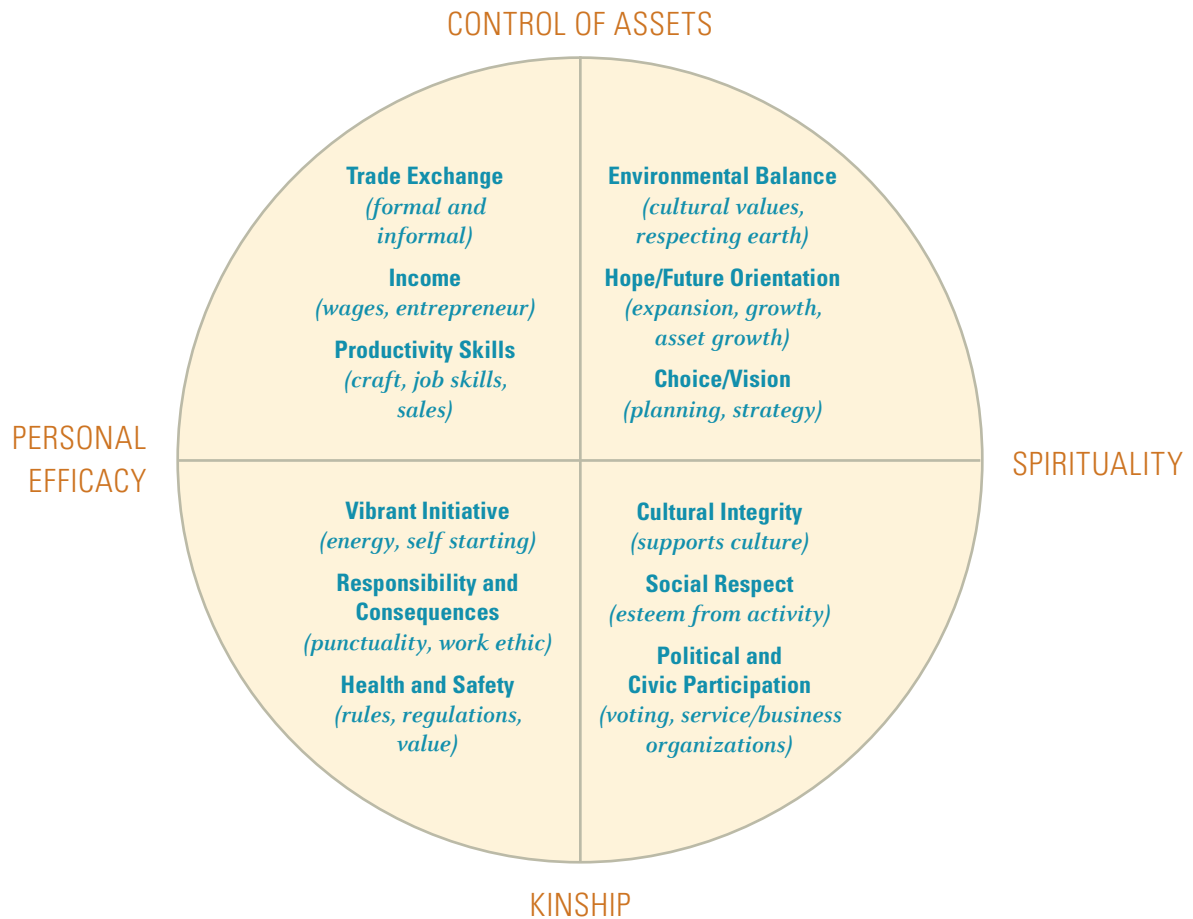 CONTROL OF ASSETS
Trade Exchange
(formal and
informal)
Income
(wages, entrepreneur)
Productivity Skills
(craft, job skills,
sales)
Environmental Balance
(cultural values,
respecting earth)
Hope/Future Orientation
(expansion, growth,
asset growth)
Choice/Vision
(planning, strategy)
PERSONAL
EFFICACY
SPIRITUALITY
Vibrant Initiative
(energy, self starting)
Responsibility and
Consequences
(punctuality, work ethic)
Health and Safety
(rules, regulations,
value)
Cultural Integrity
(supports culture)
Social Respect
(esteem from activity)
Political and
Civic Participation
(voting, service/business
organizations)
KINSHIP